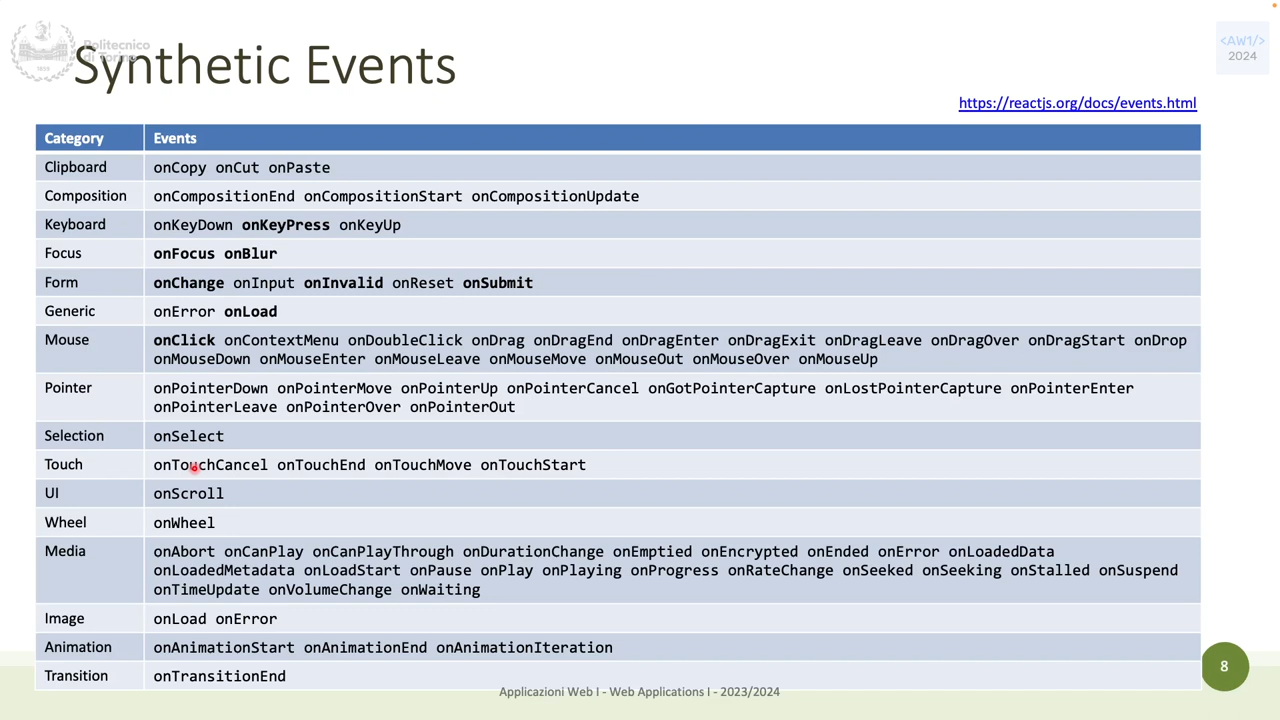 Politecnico
di Torino
1859
Synthetic Events
<AW1/>
2024
https://reactjs.org/docs/events.html
Category Events
Clipboard onCopy onCut onPaste
Composition onCompositionEnd onCompositionStart onCompositionUpdate
Keyboard onKeyDown onKeyPress onKeyUp
Focus onFocus onBlur
Form onChange onInput onInvalid onReset onSubmit
Generic onError onLoad
Mouse onClick onContextMenu onDoubleClick onDrag onDragEnd onDragEnter onDragExit onDragLeave onDragOver onDragStart onDrop
onMouseDown onMouseEnter onMouseLeave onMouseMove onMouseOut onMouseOver onMouseUp
Pointer onPointerDown onPointerMove onPointerUp onPointerCancel onGotPointerCapture onLostPointerCapture onPointerEnter
onPointerLeave onPointerOver onPointerOut
Selection onSelect
Touch onTouchCancel onTouchEnd onTouchMove onTouchStart
UI onScroll
Wheel onWheel
Media onAbort onCanPlay onCanPlayThrough onDurationChange onEmptied onEncrypted onEnded onError onLoadedData
onLoadedMetadata onLoadStart onPause onPlay onPlaying onProgress onRateChange onSeeked onSeeking onStalled onSuspend
onTimeUpdate onVolumeChange onWaiting
Image onLoad onError
Animation onAnimationStart onAnimationEnd onAnimationIteration
Transition onTransitionEnd
Applicazioni Web I - Web Applications I - 2023/2024
8